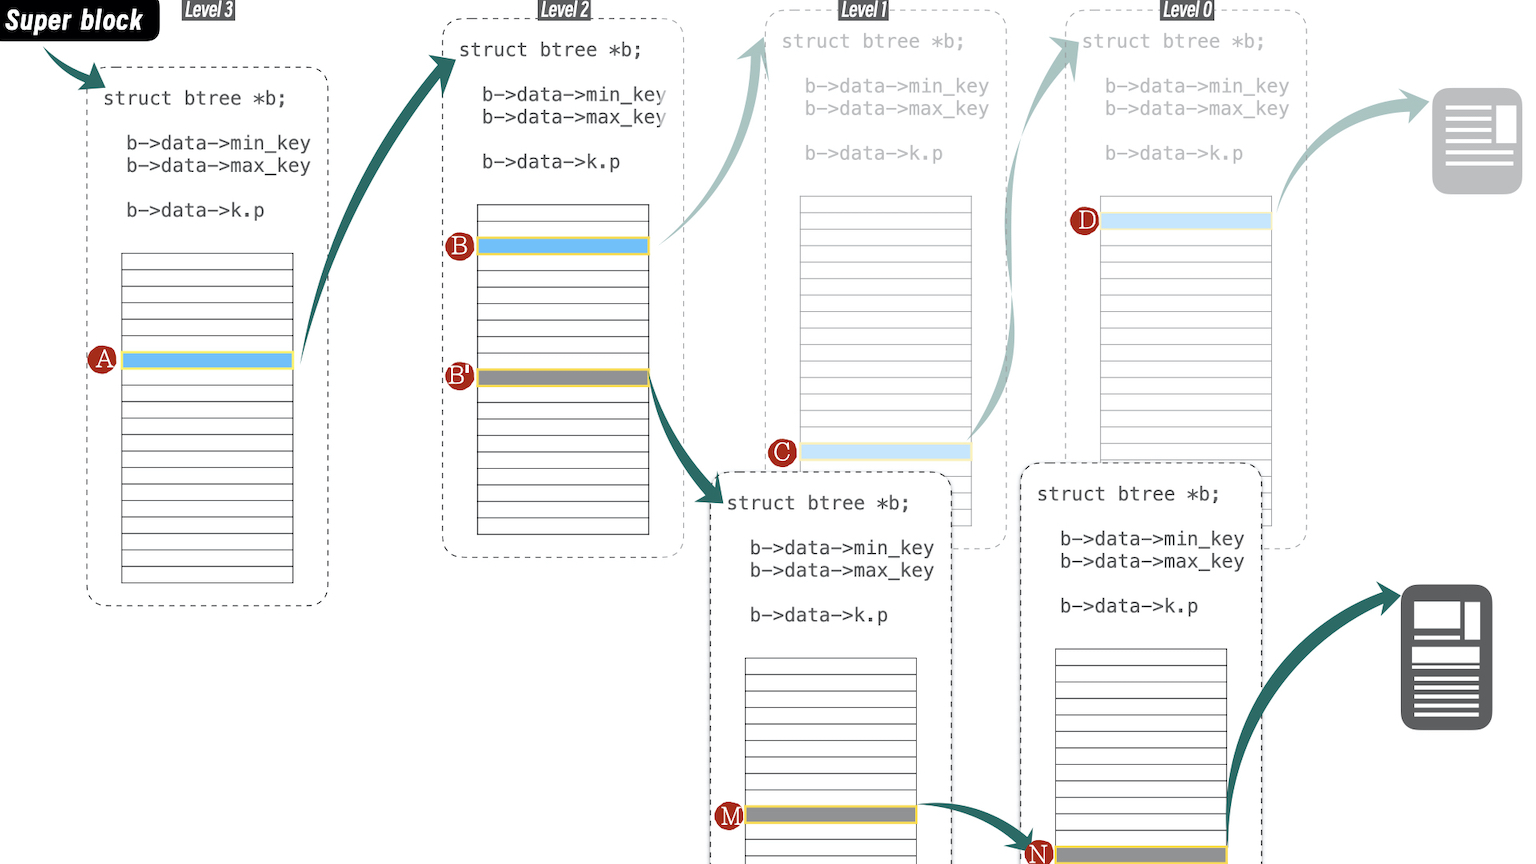 Super block
Level 3
Level 2
Level 1
Level 0
struct btree *b;
b->data->min_key
b->data->max_key
b->data->k.p
A
struct btree *b;
b->data->min_key
b->data->max_key
b->data->k.p
B
B'
struct btree *b;
b->data->min_key
b->data->max_key
b->data->k.p
C
struct btree *b;
b->data->min_key
b->data->max_key
b->data->k.p
D
struct btree *b;
b->data->min_key
b->data->max_key
b->data->k.p
M
struct btree *b;
b->data->min_key
b->data->max_key
b->data->k.p
N